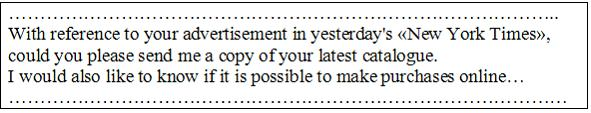 ……………………………………………………………………………...
With reference to your advertisement in yesterday's «New York Times»,
could you please send me a copy of your latest catalogue.
I would also like to know if it is possible to make purchases online…
………………………………………………………………………………